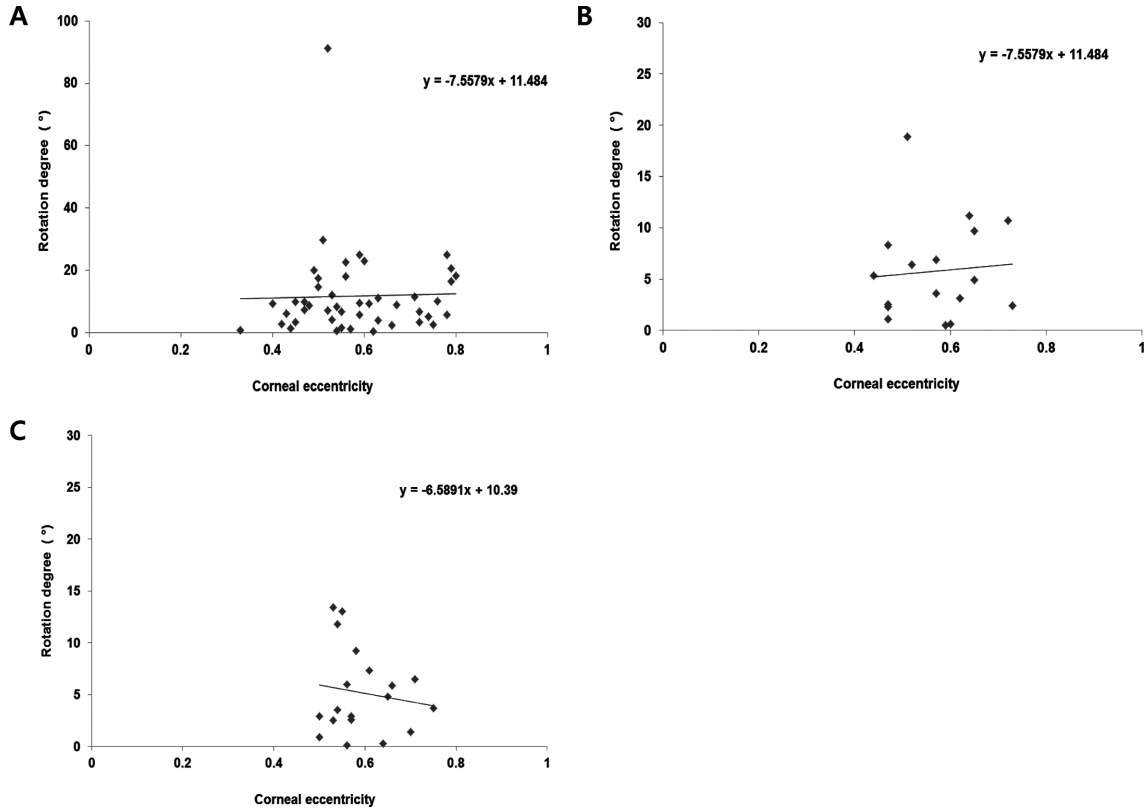 A
100
80
60
40
20
0
0 0.2 0.4 0.6 0.8 1
Rotation degree ( °)
Corneal eccentricity
y = -7.5579x + 11.484
B
30
25
20
15
10
5
0
0 0.2 0.4 0.6 0.8 1
Rotation degree ( °)
Corneal eccentricity
y = -7.5579x + 11.484
C
30
25
20
15
10
5
0
0 0.2 0.4 0.6 0.8 1
Rotation degree ( °)
Corneal eccentricity
y = -6.5891x + 10.39